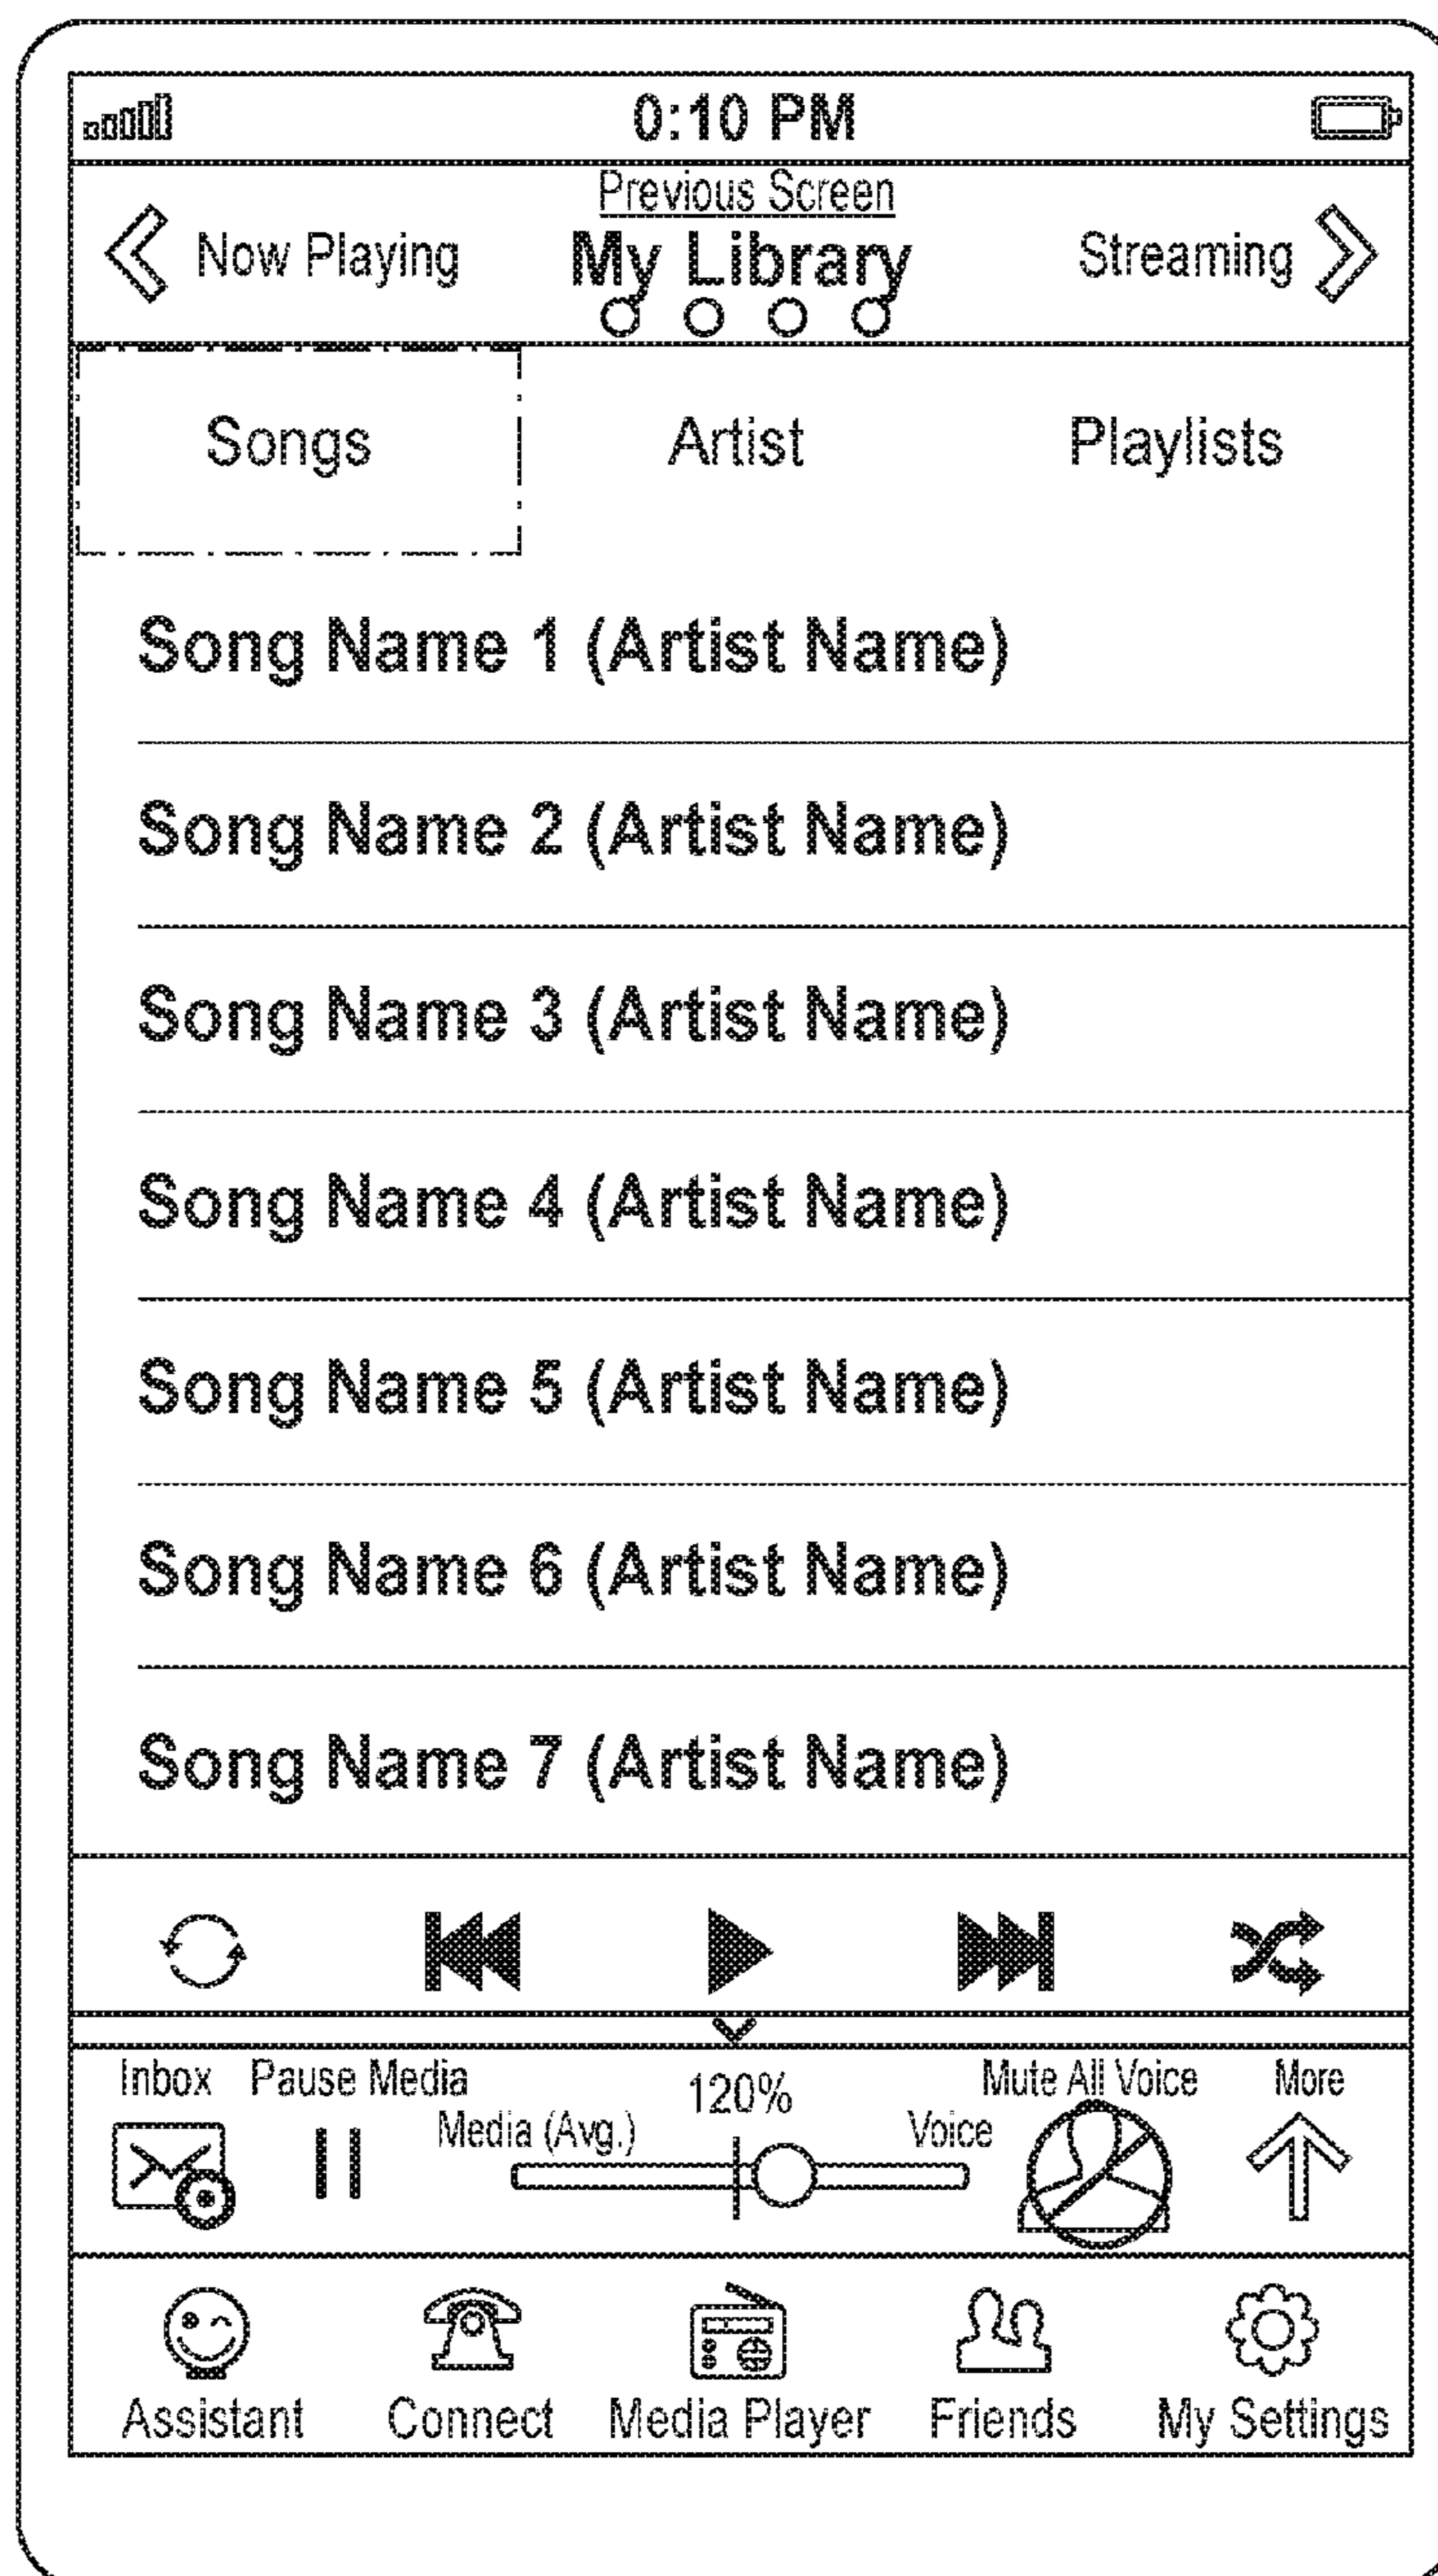 0:10 PM
Previous Screen
Now Playing My Library Streaming
Songs Artist Playlists
Song Name 1 (Artist Name)
Song Name 2 (Artist Name)
Song Name 3 (Artist Name)
Song Name 4 (Artist Name)
Song Name 5 (Artist Name)
Song Name 6 (Artist Name)
Song Name 7 (Artist Name)
Inbox Pause Media 120% Mute All Voice More
Media (Avg.) Voice
Assistant Connect Media Player Friends My Settings